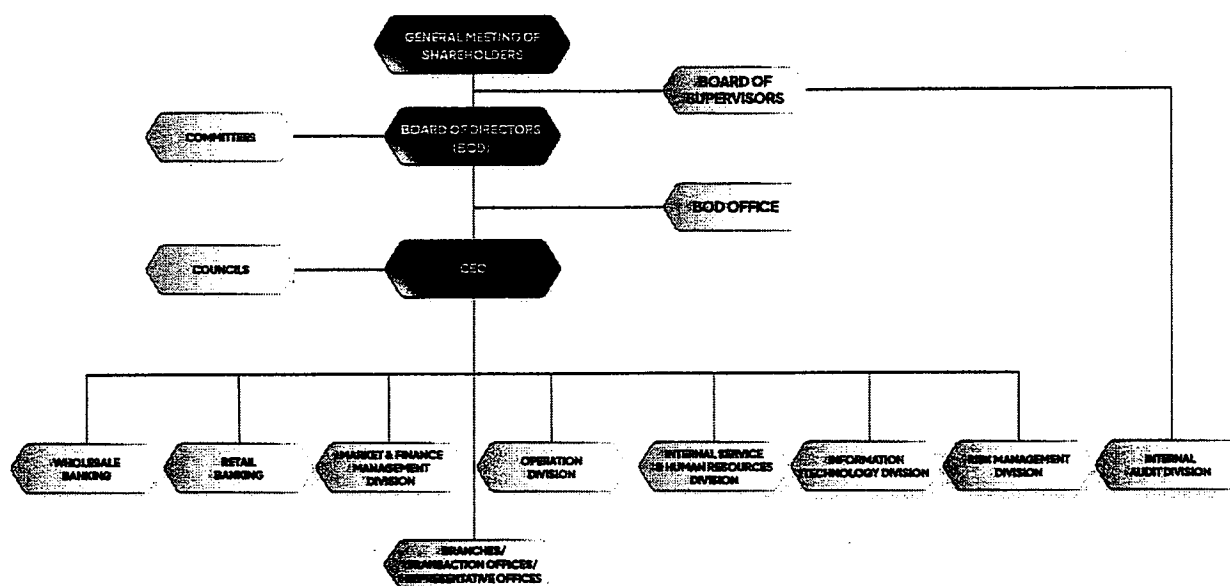 GENERAL MEETING OF
SHAREHOLDERS
BOARD OF
SUPERVISORS
COMMITTEES
BOARD OF DIRECTORS
(BOD)
BOD OFFICE
COUNCILS
CEO
WHOLESALE
BANKING
RETAIL
BANKING
MARKET & FINANCE
MANAGEMENT
DIVISION
OPERATION
DIVISION
INTERNAL SERVICE
& HUMAN RESOURCES
DIVISION
INFORMATION
TECHNOLOGY DIVISION
RISK MANAGEMENT
DIVISION
INTERNAL
AUDIT DIVISION
BRANCHES/
TRANSACTION OFFICES/
REPRESENTATIVE OFFICES